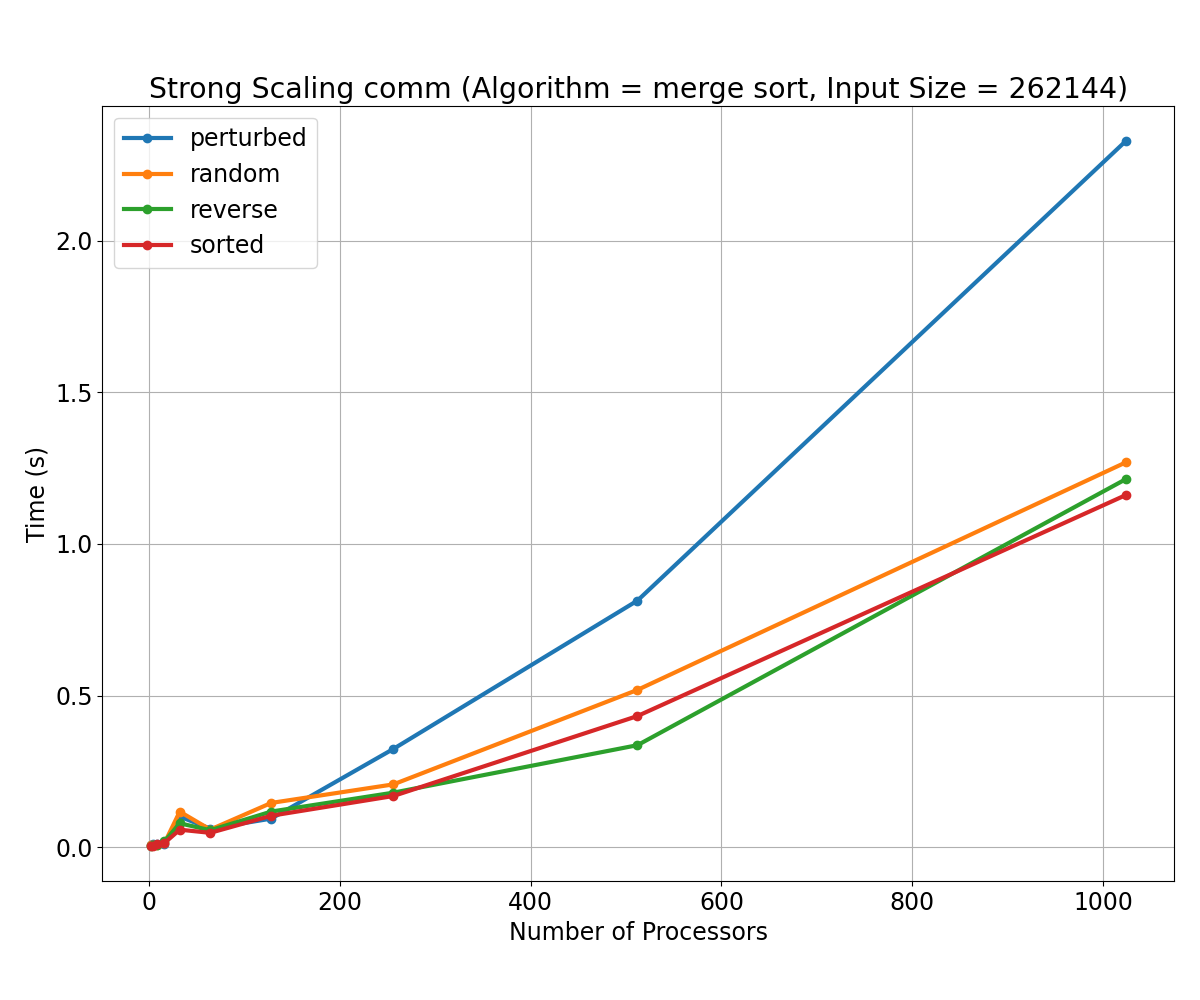 Strong Scaling comm (Algorithm = merge sort, Input Size = 262144)
perturbed
random
reverse
sorted
Time (s)
2.0
1.5
1.0
0.5
0.0
0 200 400 600 800 1000
Number of Processors